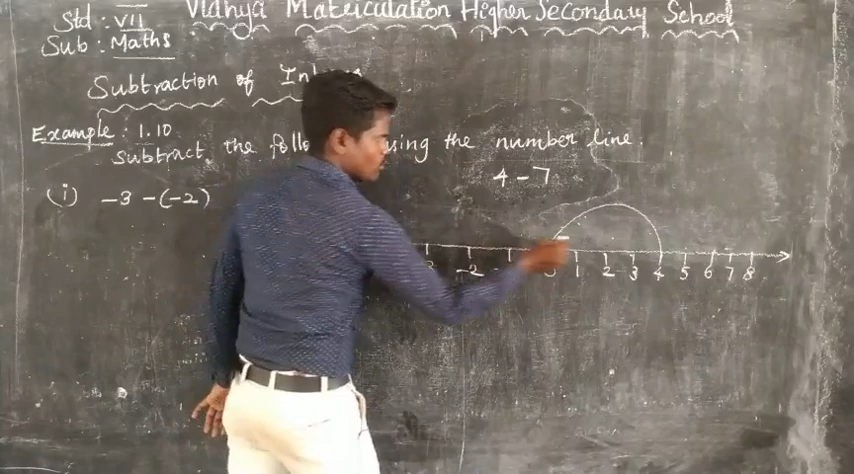 Std : VII
Vidhya Matriculation Higher Secondary School
Sub : Maths
Subtraction of
Example : 1.10
Subtract the using the number line.
4 - 7
(i) -3 - (-2)
-2 1 2 3 4 5 6 7 8